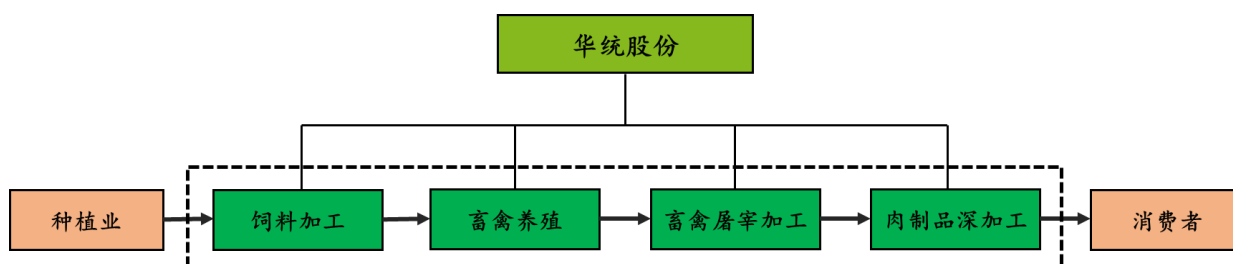 华统股份
种植业
饲料加工
畜禽养殖
畜禽屠宰加工
肉制品深加工
消费者